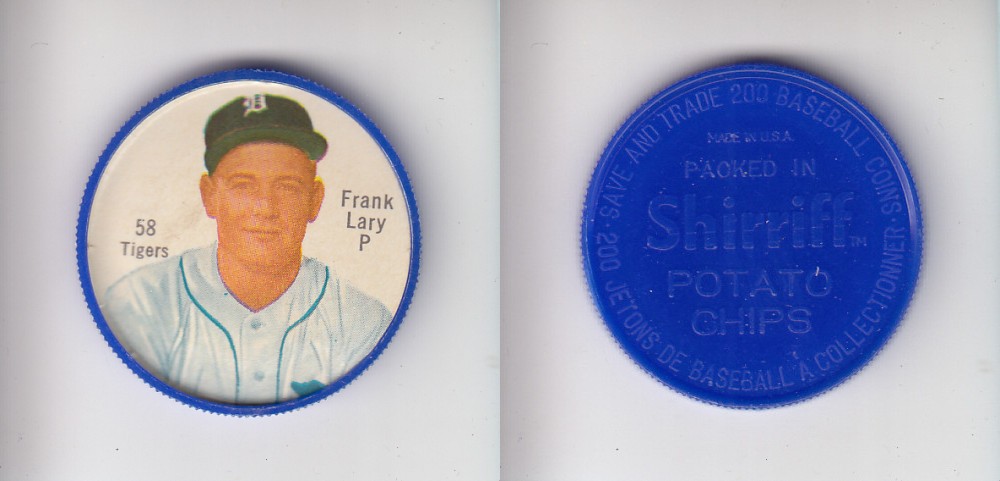 D
58
Tigers
Frank
Lary
P
SAVE AND TRADE 200 BASEBALL COINS
MADE IN U.S.A.
PACKED IN
Shirriff™
POTATO
CHIPS
200 JETONS DE BASEBALL À COLLECTIONNER